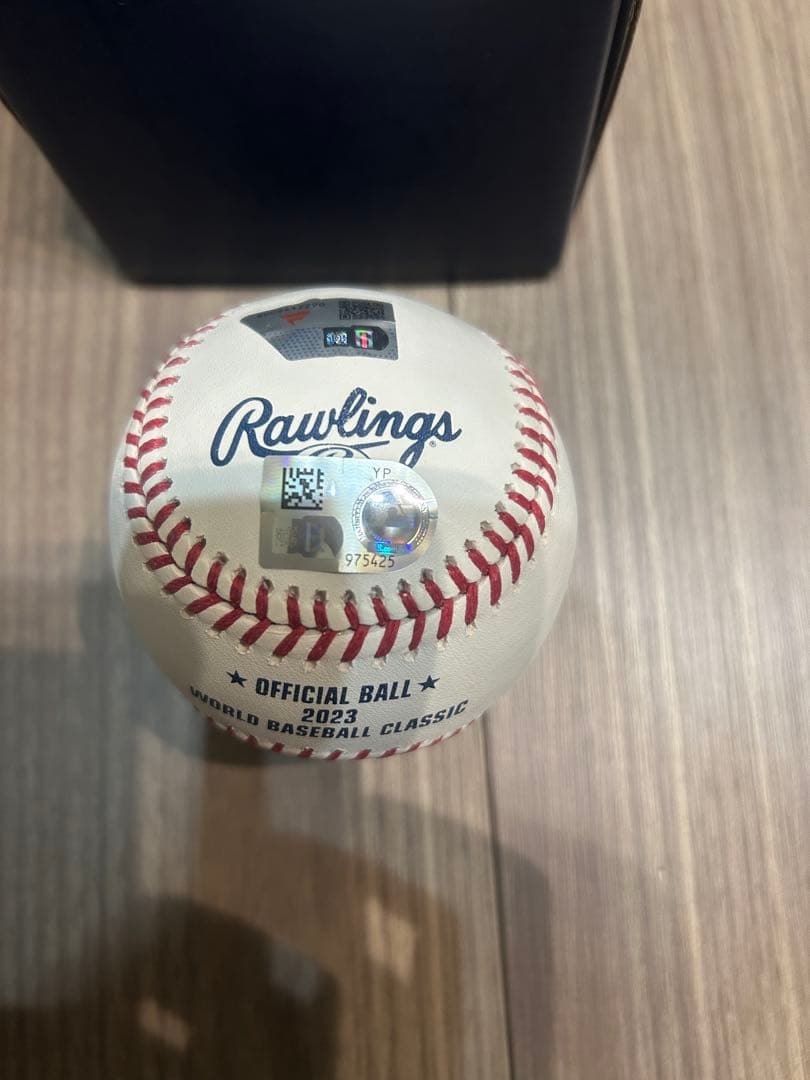 Rawlings®
YP
975425
★ OFFICIAL BALL ★
2023
WORLD BASEBALL CLASSIC